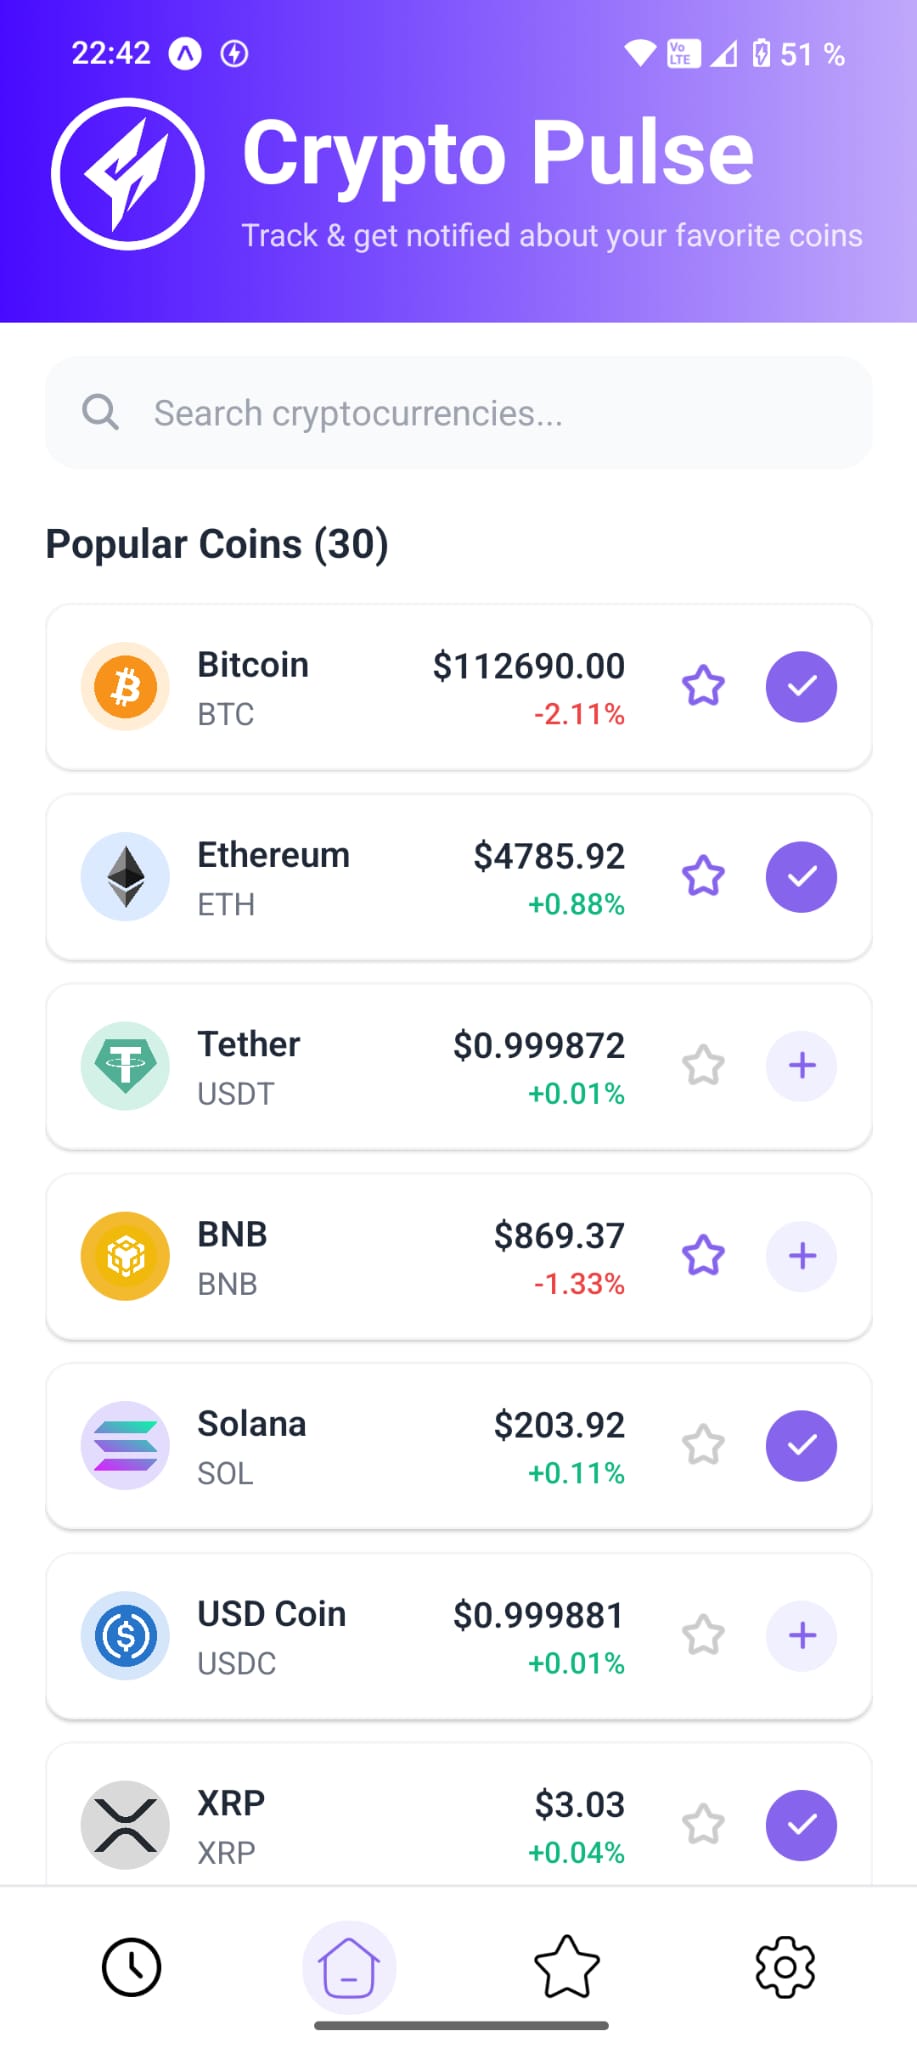 22:42
Vo LTE
51 %
Crypto Pulse
Track & get notified about your favorite coins
Search cryptocurrencies...
Popular Coins (30)
Bitcoin $112690.00
BTC -2.11%
Ethereum $4785.92
ETH +0.88%
Tether $0.999872
USDT +0.01%
BNB $869.37
BNB -1.33%
Solana $203.92
SOL +0.11%
USD Coin $0.999881
USDC +0.01%
XRP $3.03
XRP +0.04%